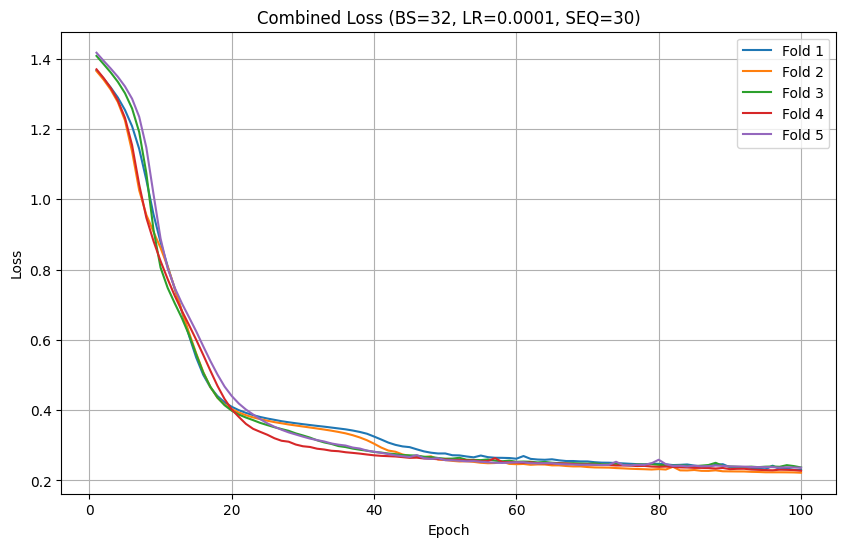 Combined Loss (BS=32, LR=0.0001, SEQ=30)
Fold 1
Fold 2
Fold 3
Fold 4
Fold 5
Loss
1.4
1.2
1.0
0.8
0.6
0.4
0.2
0 20 40 60 80 100
Epoch